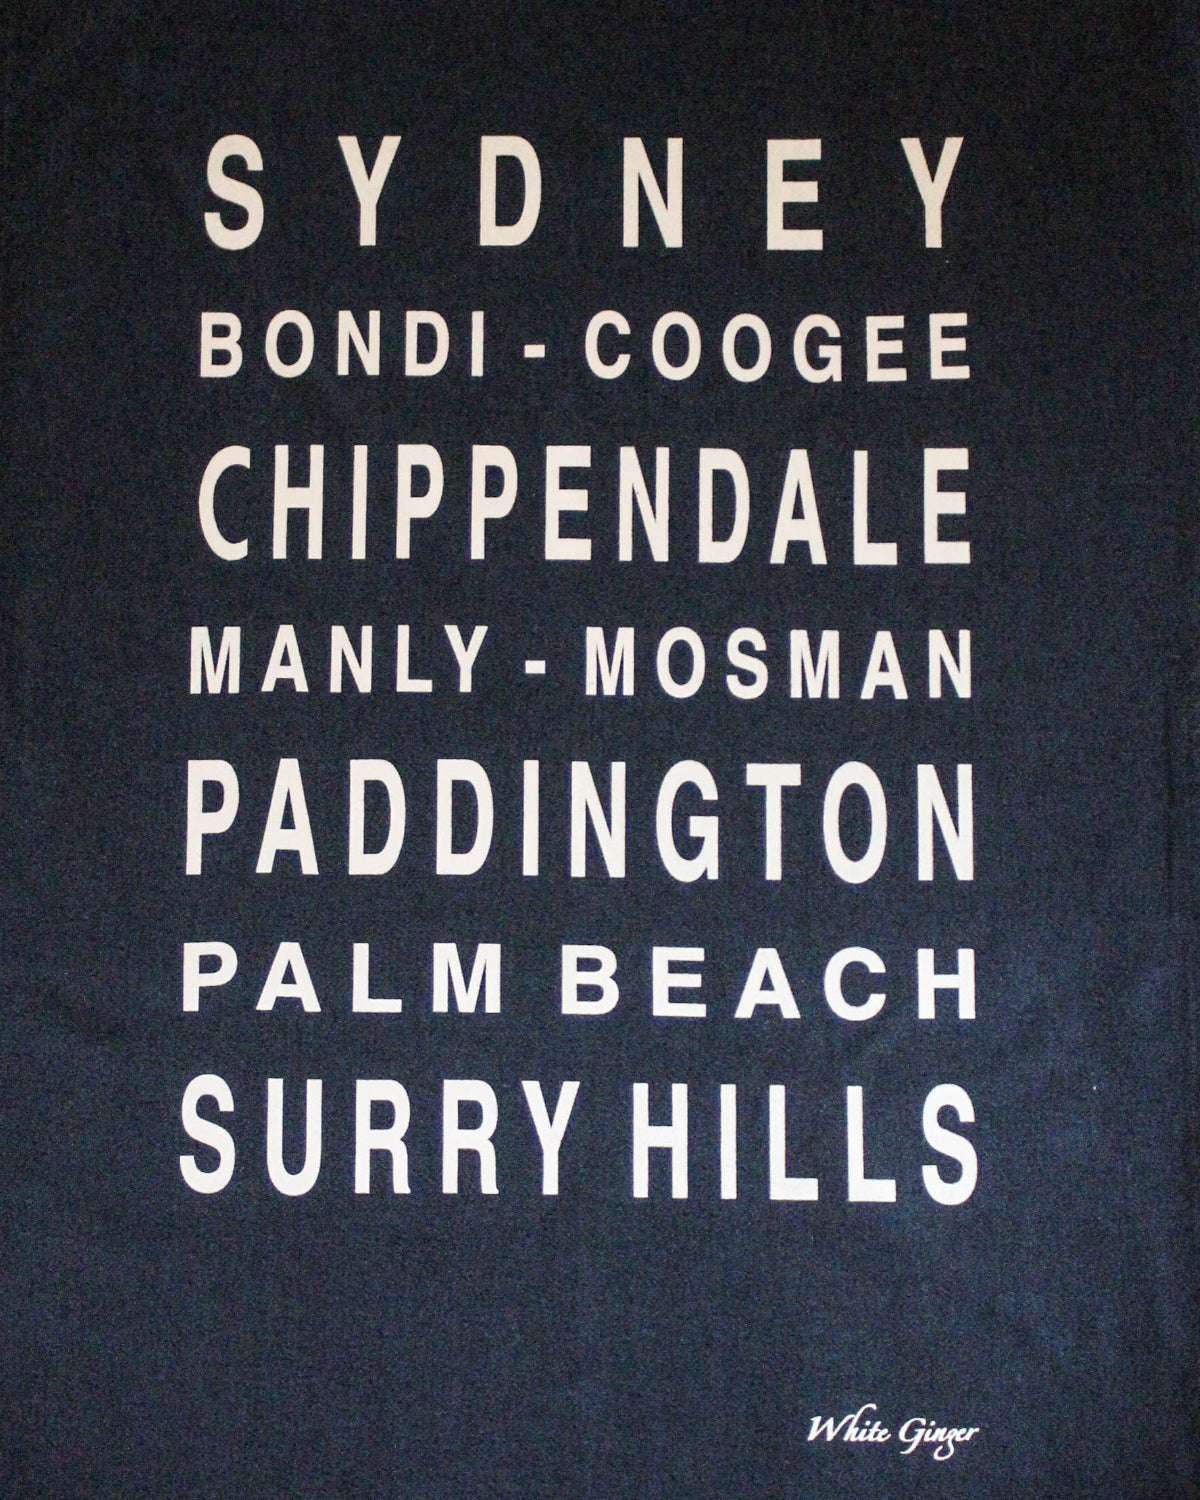 SYDNEY
BONDI - COOGEE
CHIPPENDALE
MANLY - MOSMAN
PADDINGTON
PALM BEACH
SURRY HILLS
White Ginger